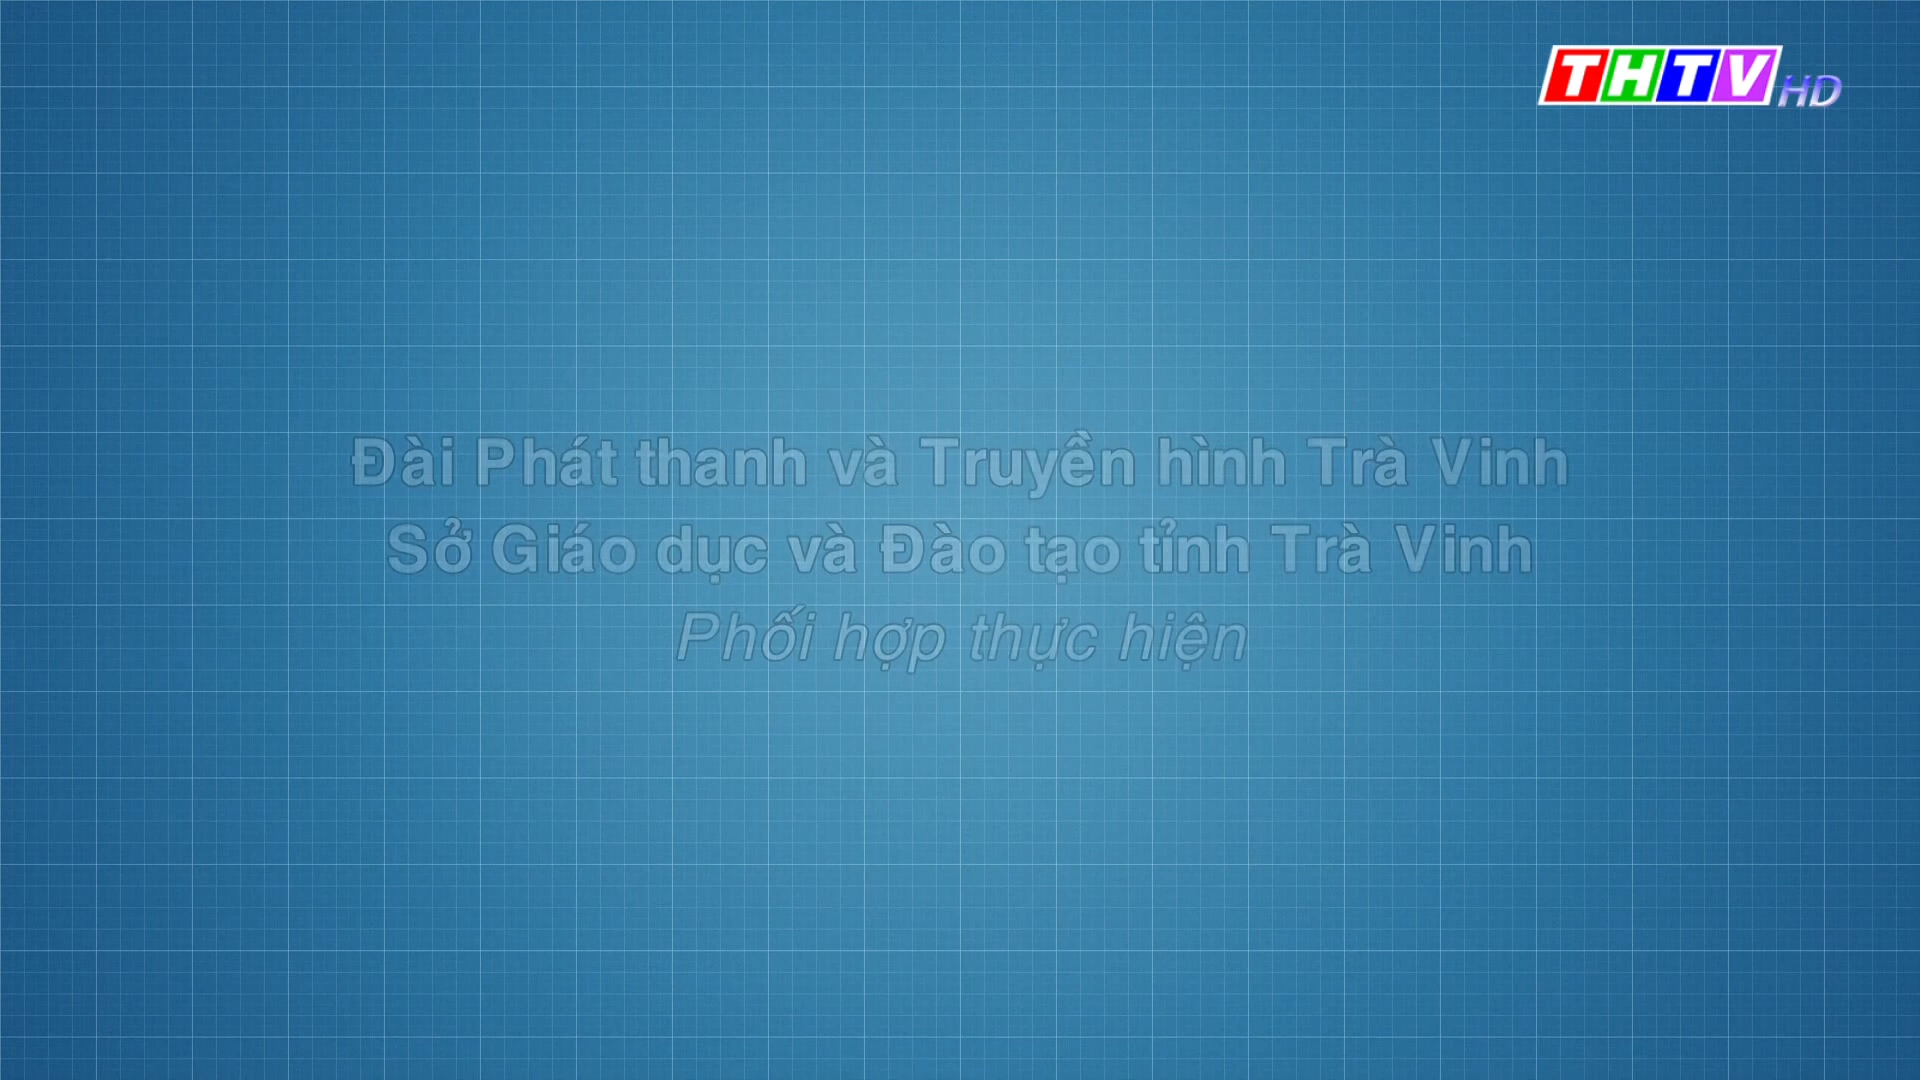 THTV HD
Đài Phát thanh và Truyền hình Trà Vinh
Sở Giáo dục và Đào tạo tỉnh Trà Vinh
Phối hợp thực hiện